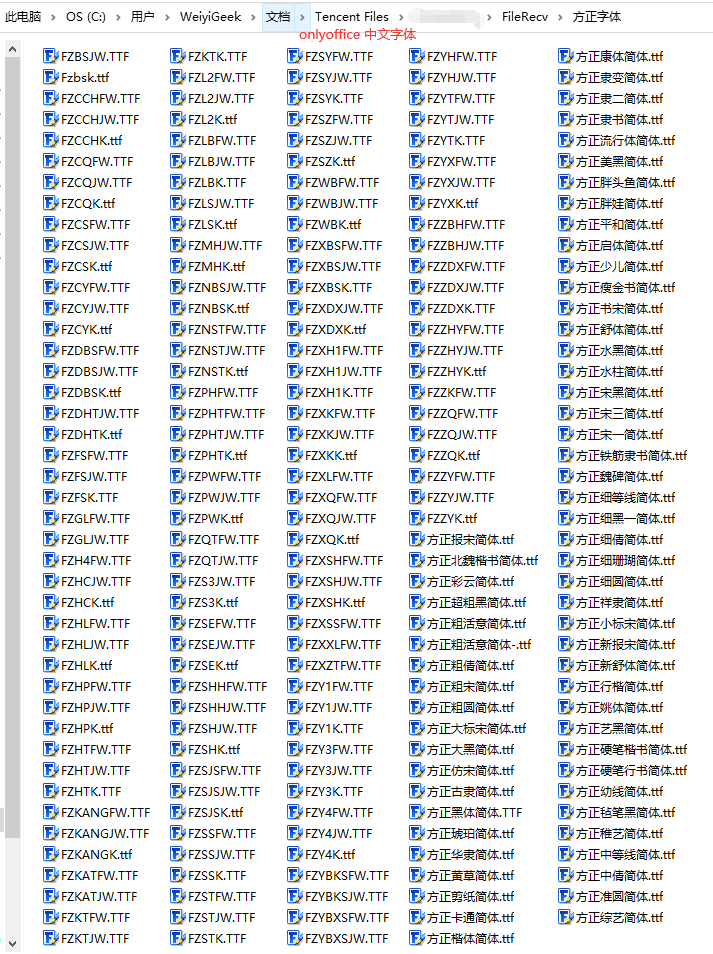 此电脑 › OS (C:) › 用户 › WeiyiGeek › 文档 › Tencent Files › › FileRecv › 方正字体
onlyoffice 中文字体
FZBSJW.TTF
Fzbsk.ttf
FZCCHFW.TTF
FZCCHJW.TTF
FZCCHK.ttf
FZCQFW.TTF
FZCQJW.TTF
FZCQK.ttf
FZCSFW.TTF
FZCSJW.TTF
FZCSK.ttf
FZCYFW.TTF
FZCYJW.TTF
FZCYK.ttf
FZDBSFW.TTF
FZDBSJW.TTF
FZDBSK.ttf
FZDHTJW.TTF
FZDHTK.ttf
FZFSFW.TTF
FZFSJW.TTF
FZFSK.TTF
FZGLFW.TTF
FZGLJW.TTF
FZH4FW.TTF
FZHCJW.TTF
FZHCK.ttf
FZHLFW.TTF
FZHLJW.TTF
FZHLK.ttf
FZHPFW.TTF
FZHPJW.TTF
FZHPK.ttf
FZHTFW.TTF
FZHTJW.TTF
FZHTK.TTF
FZKANGFW.TTF
FZKANGJW.TTF
FZKANGK.ttf
FZKATFW.TTF
FZKATJW.TTF
FZKTFW.TTF
FZKTJW.TTF
FZKTK.TTF
FZL2FW.TTF
FZL2JW.TTF
FZL2K.ttf
FZLBFW.TTF
FZLBJW.TTF
FZLBK.TTF
FZLSJW.TTF
FZLSK.ttf
FZMHJW.TTF
FZMHK.ttf
FZNBSJW.TTF
FZNBSK.ttf
FZNSTFW.TTF
FZNSTJW.TTF
FZNSTK.ttf
FZPHFW.TTF
FZPHTFW.TTF
FZPHTJW.TTF
FZPHTK.ttf
FZPWFW.TTF
FZPWJW.TTF
FZPWK.ttf
FZQTFW.TTF
FZQTJW.TTF
FZS3JW.TTF
FZS3K.ttf
FZSEFW.TTF
FZSEJW.TTF
FZSEK.ttf
FZSHHFW.TTF
FZSHHJW.TTF
FZSHJW.TTF
FZSHK.ttf
FZSJSFW.TTF
FZSJSJW.TTF
FZSJSK.ttf
FZSSFW.TTF
FZSSJW.TTF
FZSSK.TTF
FZSTFW.TTF
FZSTJW.TTF
FZSTK.TTF
FZSYFW.TTF
FZSYJW.TTF
FZSYK.TTF
FZSZFW.TTF
FZSZJW.TTF
FZSZK.ttf
FZWBFW.TTF
FZWBJW.TTF
FZWBK.ttf
FZXBSFW.TTF
FZXBSJW.TTF
FZXBSK.TTF
FZXDXJW.TTF
FZXDXK.ttf
FZXH1FW.TTF
FZXH1JW.TTF
FZXH1K.TTF
FZXKFW.TTF
FZXKJW.TTF
FZXKK.ttf
FZXLFW.TTF
FZXQFW.TTF
FZXQJW.TTF
FZXQK.ttf
FZXSHFW.TTF
FZXSHJW.TTF
FZXSHK.ttf
FZXSSFW.TTF
FZXXLFW.TTF
FZXZTFW.TTF
FZY1FW.TTF
FZY1JW.TTF
FZY1K.TTF
FZY3FW.TTF
FZY3JW.TTF
FZY3K.TTF
FZY4FW.TTF
FZY4JW.TTF
FZY4K.ttf
FZYBKSFW.TTF
FZYBKSJW.TTF
FZYBXSFW.TTF
FZYBXSJW.TTF
FZYHFW.TTF
FZYHJW.TTF
FZYTFW.TTF
FZYTJW.TTF
FZYTK.TTF
FZYXFW.TTF
FZYXJW.TTF
FZYXK.ttf
FZZBHFW.TTF
FZZBHJW.TTF
FZZDXFW.TTF
FZZDXJW.TTF
FZZDXK.TTF
FZZHYFW.TTF
FZZHYJW.TTF
FZZHYK.ttf
FZZKFW.TTF
FZZQFW.TTF
FZZQJW.TTF
FZZQK.ttf
FZZYFW.TTF
FZZYJW.TTF
FZZYK.ttf
方正报宋简体.ttf
方正北魏楷书简体.ttf
方正彩云简体.ttf
方正超粗黑简体.ttf
方正粗活意简体.ttf
方正粗活意简体-.ttf
方正粗倩简体.ttf
方正粗宋简体.ttf
方正粗圆简体.ttf
方正大标宋简体.ttf
方正大黑简体.ttf
方正仿宋简体.ttf
方正古隶简体.ttf
方正黑体简体.TTF
方正琥珀简体.ttf
方正华隶简体.ttf
方正黄草简体.ttf
方正剪纸简体.ttf
方正卡通简体.ttf
方正楷体简体.ttf
方正康体简体.ttf
方正隶变简体.ttf
方正隶二简体.ttf
方正隶书简体.ttf
方正流行体简体.ttf
方正美黑简体.ttf
方正胖头鱼简体.ttf
方正胖娃简体.ttf
方正平和简体.ttf
方正启体简体.ttf
方正少儿简体.ttf
方正瘦金书简体.ttf
方正书宋简体.ttf
方正舒体简体.ttf
方正水黑简体.ttf
方正水柱简体.ttf
方正宋黑简体.ttf
方正宋三简体.ttf
方正宋一简体.ttf
方正铁筋隶书简体.ttf
方正魏碑简体.ttf
方正细等线简体.ttf
方正细黑一简体.ttf
方正细倩简体.ttf
方正细珊瑚简体.ttf
方正细圆简体.ttf
方正祥隶简体.ttf
方正小标宋简体.ttf
方正新报宋简体.ttf
方正新舒体简体.ttf
方正行楷简体.ttf
方正姚体简体.ttf
方正艺黑简体.ttf
方正硬笔楷书简体.ttf
方正硬笔行书简体.ttf
方正幼线简体.ttf
方正毡笔黑简体.ttf
方正稚艺简体.ttf
方正中等线简体.ttf
方正中倩简体.ttf
方正准圆简体.ttf
方正综艺简体.ttf